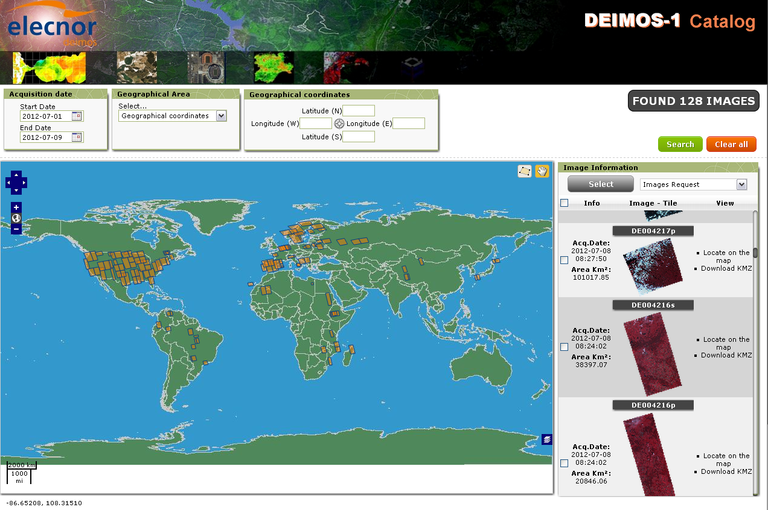 elecnor
deimos
DEIMOS-1 Catalog
Acquisition date
Start Date
2012-07-01
End Date
2012-07-09
Geographical Area
Select...
Geographical coordinates
Geographical coordinates
Latitude (N)
Longitude (W)
Longitude (E)
Latitude (S)
FOUND 128 IMAGES
Search
Clear all
Image Information
Select
Images Request
Info
Image - Tile
View
DE004217p
Acq.Date:
2012-07-08
08:27:50
Area Km²:
101017.85
Locate on the
map
Download KMZ
DE004216s
Acq.Date:
2012-07-08
08:24:02
Area Km²:
38397.07
Locate on the
map
Download KMZ
DE004216p
Acq.Date:
2012-07-08
08:24:02
Area Km²:
20846.06
Locate on the
map
Download KMZ
2000 km
1000
mi
-86.65208, 108.31510